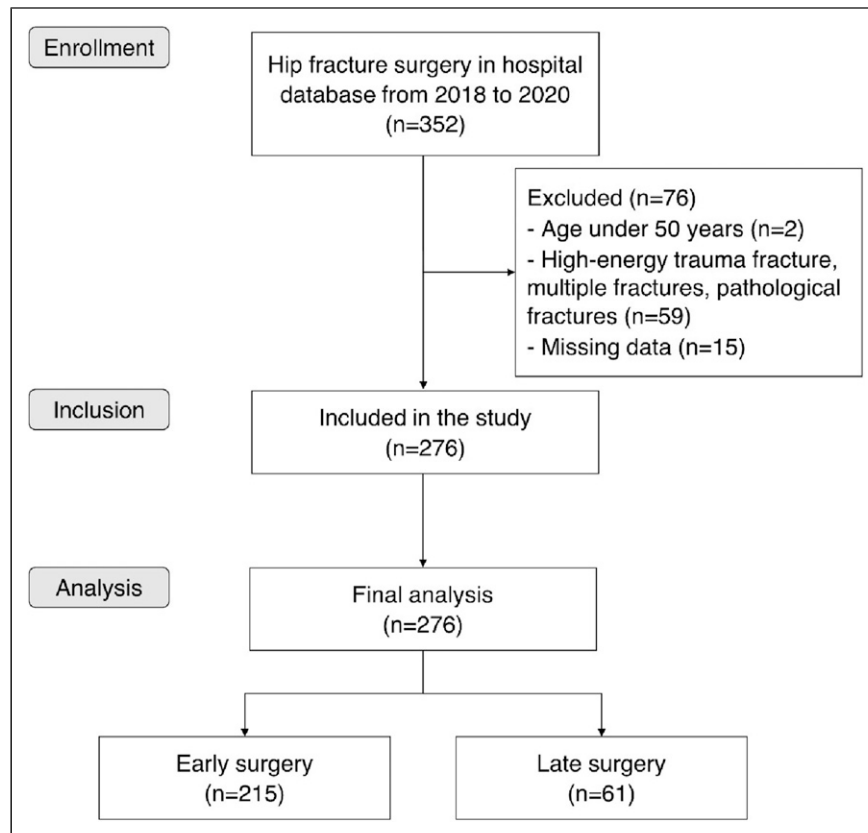 Enrollment
Hip fracture surgery in hospital
database from 2018 to 2020
(n=352)
Excluded (n=76)
- Age under 50 years (n=2)
- High-energy trauma fracture,
multiple fractures, pathological
fractures (n=59)
- Missing data (n=15)
Inclusion
Included in the study
(n=276)
Analysis
Final analysis
(n=276)
Early surgery
(n=215)
Late surgery
(n=61)